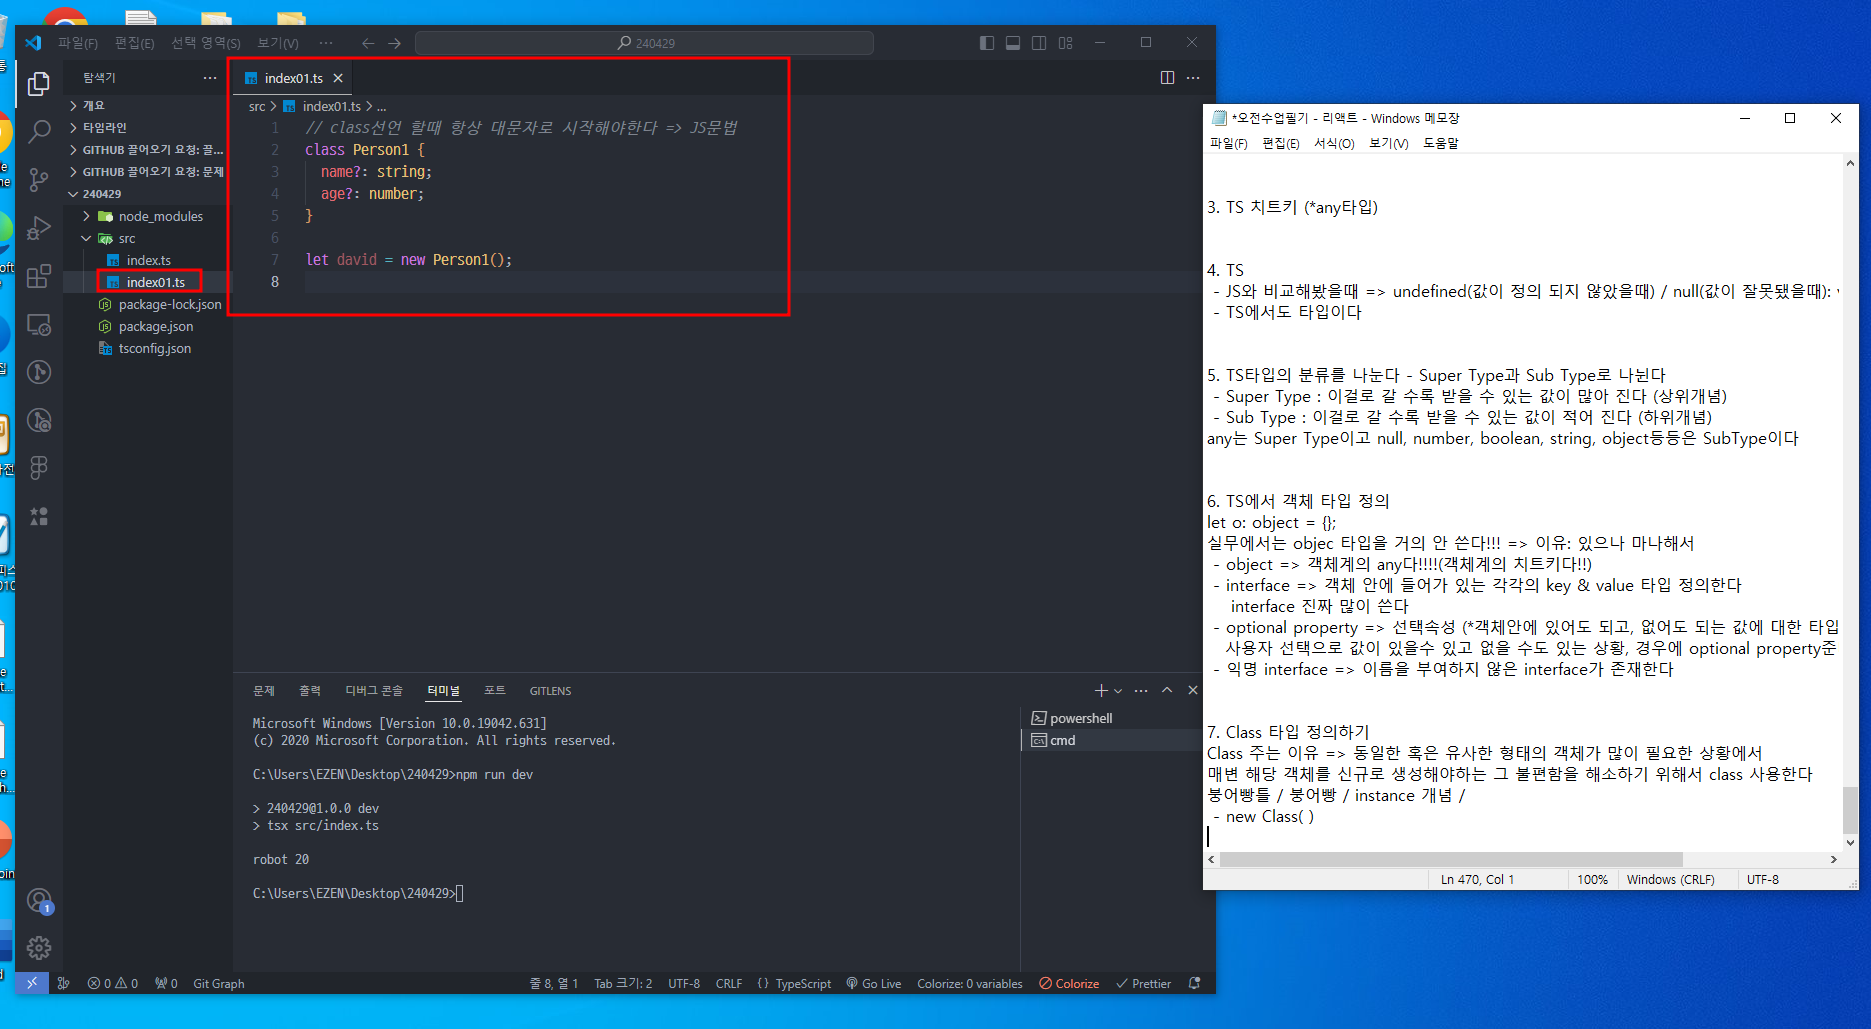 파일(F) 편집(E) 선택 영역(S) 보기(V) ··· 240429
탐색기 ···
개요
타임라인
GITHUB 끌어오기 요청: 끌...
GITHUB 끌어오기 요청: 문제
240429
node_modules
src
index.ts
index01.ts
package-lock.json
package.json
tsconfig.json
index01.ts
src > index01.ts > ...
1 // class선언 할때 항상 대문자로 시작해야한다 => JS문법
2 class Person1 {
3 name?: string;
4 age?: number;
5 }
6
7 let david = new Person1();
8
문제 출력 디버그 콘솔 터미널 포트 GITLENS
Microsoft Windows [Version 10.0.19042.631]
(c) 2020 Microsoft Corporation. All rights reserved.
C:\Users\EZEN\Desktop\240429>npm run dev
> 240429@1.0.0 dev
> tsx src/index.ts
robot 20
C:\Users\EZEN\Desktop\240429>
powershell
cmd
1
0 0 0 Git Graph 줄 8, 열 1 Tab 크기: 2 UTF-8 CRLF { } TypeScript Go Live Colorize: 0 variables Colorize Prettier
*오전수업필기 - 리액트 - Windows 메모장
파일(F) 편집(E) 서식(O) 보기(V) 도움말
3. TS 치트키 (*any타입)
4. TS
- JS와 비교해봤을때 => undefined(값이 정의 되지 않았을때) / null(값이 잘못됐을때):
- TS에서도 타입이다
5. TS타입의 분류를 나눈다 - Super Type과 Sub Type로 나뉜다
- Super Type : 이걸로 갈 수록 받을 수 있는 값이 많아 진다 (상위개념)
- Sub Type : 이걸로 갈 수록 받을 수 있는 값이 적어 진다 (하위개념)
any는 Super Type이고 null, number, boolean, string, object등등은 SubType이다
6. TS에서 객체 타입 정의
let o: object = {};
실무에서는 objec 타입을 거의 안 쓴다!!! => 이유: 있으나 마나해서
- object => 객체계의 any다!!!!(객체계의 치트키다!!)
- interface => 객체 안에 들어가 있는 각각의 key & value 타입 정의한다
interface 진짜 많이 쓴다
- optional property => 선택속성 (*객체안에 있어도 되고, 없어도 되는 값에 대한 타입
사용자 선택으로 값이 있을수 있고 없을 수도 있는 상황, 경우에 optional property준
- 익명 interface => 이름을 부여하지 않은 interface가 존재한다
7. Class 타입 정의하기
Class 주는 이유 => 동일한 혹은 유사한 형태의 객체가 많이 필요한 상황에서
매변 해당 객체를 신규로 생성해야하는 그 불편함을 해소하기 위해서 class 사용한다
붕어빵틀 / 붕어빵 / instance 개념 /
- new Class( )
Ln 470, Col 1 100% Windows (CRLF) UTF-8